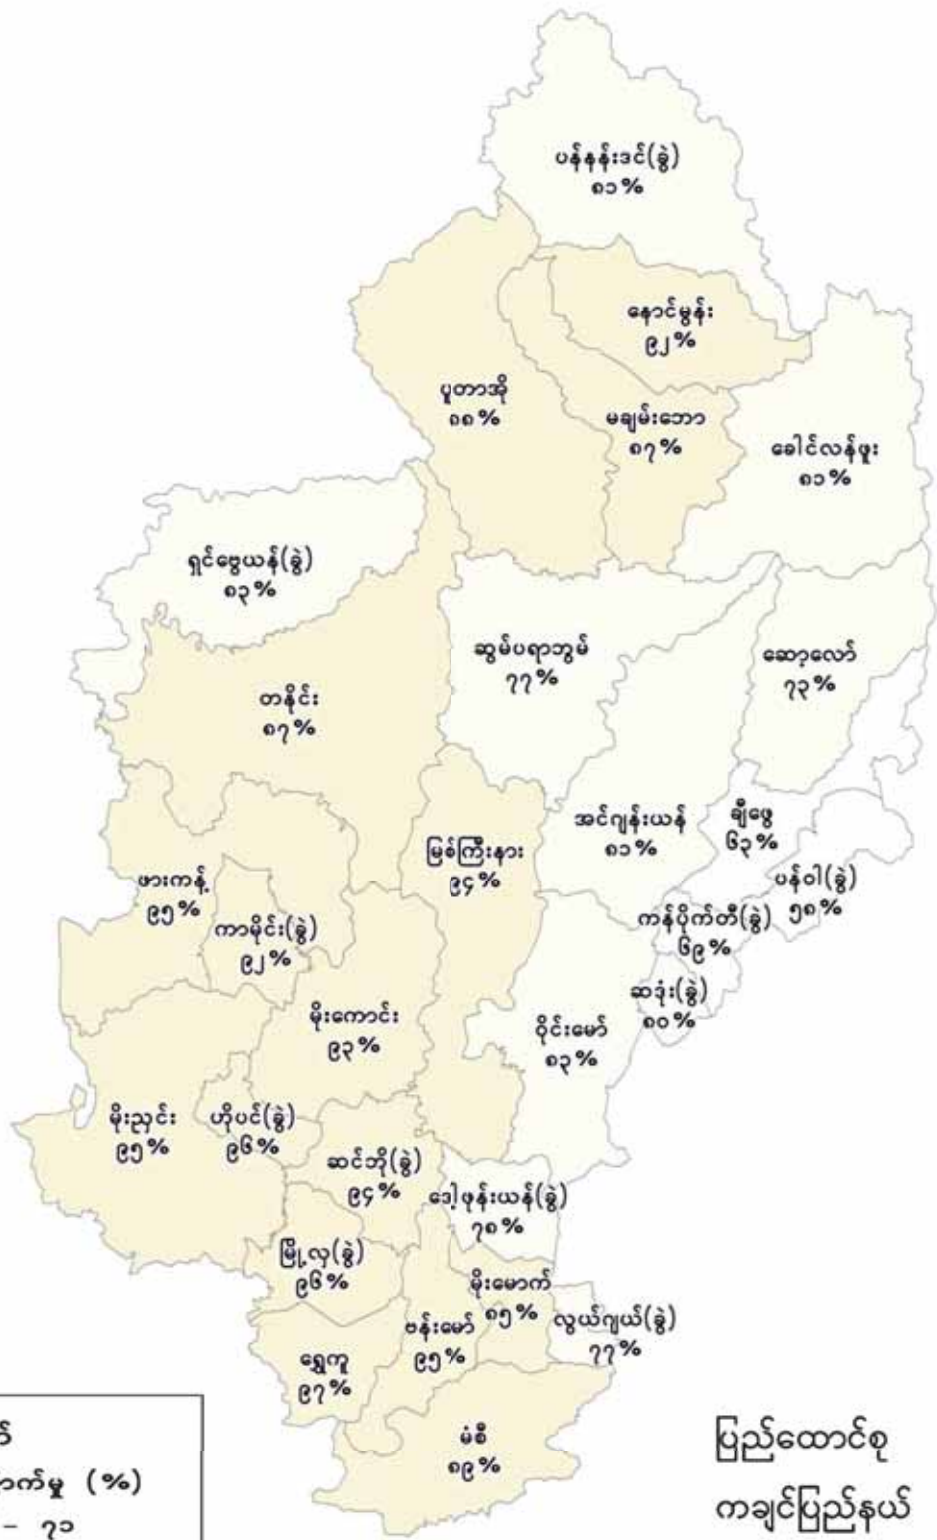 ပန်နန်းဒင်(ခွဲ)
၈၁%
နောင်မွန်း
၉၂%
ပူတာအို
၈၈%
မချမ်းဘော
၈၇%
ခေါင်လန်ဖူး
၈၁%
ရှင်ဗွေယန်(ခွဲ)
၈၃%
ဆွမ်ပရာဘွမ်
၇၇%
ဆော့လော်
၇၃%
တနိုင်း
၈၇%
အင်ဂျန်းယန်
၈၁%
ချီဖွေ
၆၃%
မြစ်ကြီးနား
၉၄%
ပန်ဝါ(ခွဲ)
၅၈%
ဖားကန့်
၉၅%
ကာမိုင်း(ခွဲ)
၉၂%
ကန်ပိုက်တီ(ခွဲ)
၆၉%
ဆဒုံး(ခွဲ)
၈၀%
မိုးကောင်း
၉၃%
ဝိုင်းမော်
၈၃%
မိုးညှင်း
၉၅%
ဟိုပင်(ခွဲ)
၉၆%
ဆင်ဘို(ခွဲ)
၉၄%
ဒေါ့ဖုန်းယန်(ခွဲ)
၇၈%
မြို့လှ(ခွဲ)
၉၆%
မိုးမောက်
၈၅%
ဗန်းမော်
၉၅%
လွယ်ဂျယ်(ခွဲ)
၇၇%
ရွှေကူ
၉၇%
မံစီ
၈၉%
ပြည်ထောင်စု
ကချင်ပြည်နယ်
(%)
– ၇၁